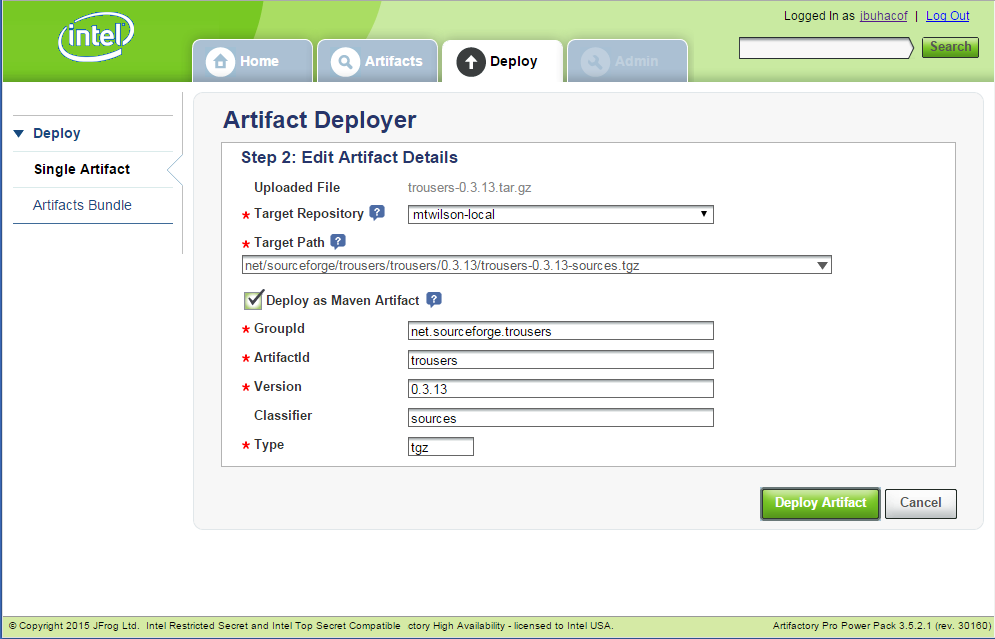 Logged In as jbuhacof | Log Out
intel
Home
Artifacts
Deploy
Admin
Search
Deploy
Single Artifact
Artifacts Bundle
Artifact Deployer
Step 2: Edit Artifact Details
Uploaded File trousers-0.3.13.tar.gz
* Target Repository ? mtwilson-local
* Target Path ?
net/sourceforge/trousers/trousers/0.3.13/trousers-0.3.13-sources.tgz
Deploy as Maven Artifact ?
* GroupId net.sourceforge.trousers
* ArtifactId trousers
* Version 0.3.13
Classifier sources
* Type tgz
Deploy Artifact Cancel
© Copyright 2015 JFrog Ltd. Intel Restricted Secret and Intel Top Secret Compatible ctory High Availability - licensed to Intel USA. Artifactory Pro Power Pack 3.5.2.1 (rev. 30160)